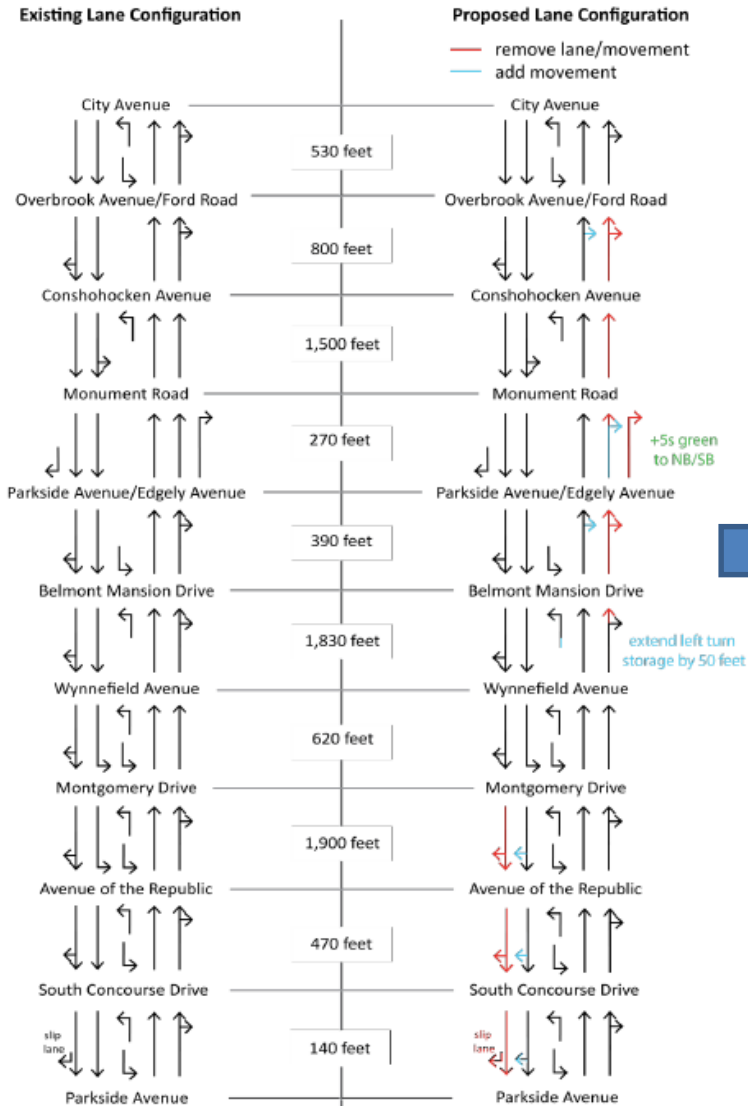 Existing Lane Configuration
Proposed Lane Configuration
remove lane/movement
add movement
City Avenue
City Avenue
530 feet
Overbrook Avenue/Ford Road
Overbrook Avenue/Ford Road
800 feet
Conshohocken Avenue
Conshohocken Avenue
1,500 feet
Monument Road
Monument Road
270 feet
+5s green
to NB/SB
Parkside Avenue/Edgely Avenue
Parkside Avenue/Edgely Avenue
390 feet
Belmont Mansion Drive
Belmont Mansion Drive
1,830 feet
extend left turn
storage by 50 feet
Wynnefield Avenue
Wynnefield Avenue
620 feet
Montgomery Drive
Montgomery Drive
1,900 feet
Avenue of the Republic
Avenue of the Republic
470 feet
South Concourse Drive
South Concourse Drive
slip
lane
140 feet
slip
lane
Parkside Avenue
Parkside Avenue